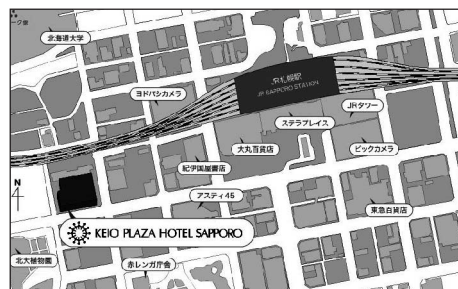 北海道大学
ヨドバシカメラ
JR札幌駅
JR SAPPORO STATION
JRタワー
ステラプレイス
大丸百貨店
ビックカメラ
紀伊国屋書店
アスティ45
東急百貨店
N
KEIO PLAZA HOTEL SAPPORO
北大植物園
赤レンガ庁舎